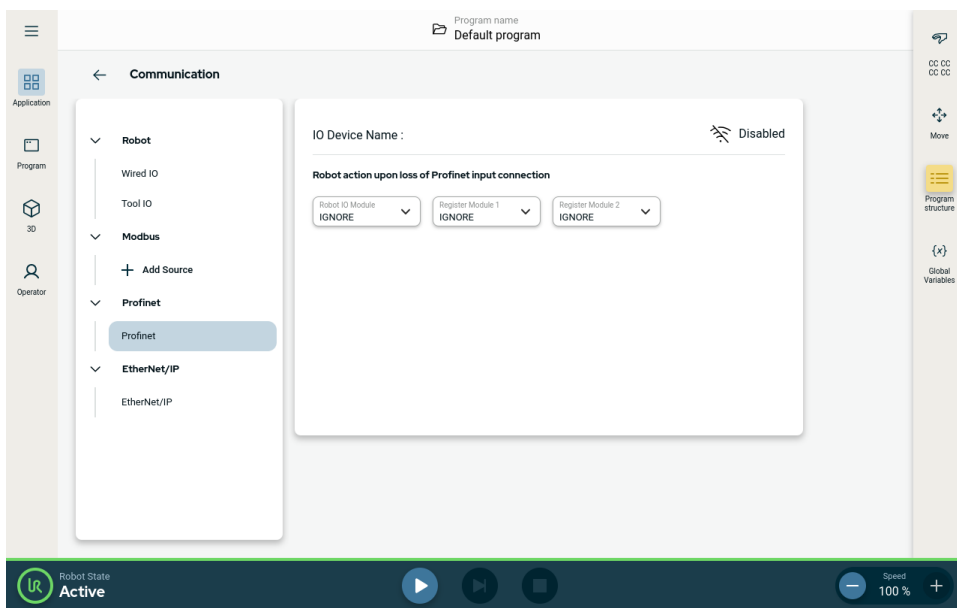 Program name
Default program
Application
Program
3D
Operator
Communication
Robot
Wired IO
Tool IO
Modbus
Add Source
Profinet
Profinet
EtherNet/IP
EtherNet/IP
IO Device Name :
Disabled
Robot action upon loss of Profinet input connection
Robot IO Module
IGNORE
Register Module 1
IGNORE
Register Module 2
IGNORE
CC CC
CC CC
Move
Program
structure
{x}
Global
Variables
UR
Robot State
Active
Speed
100 %